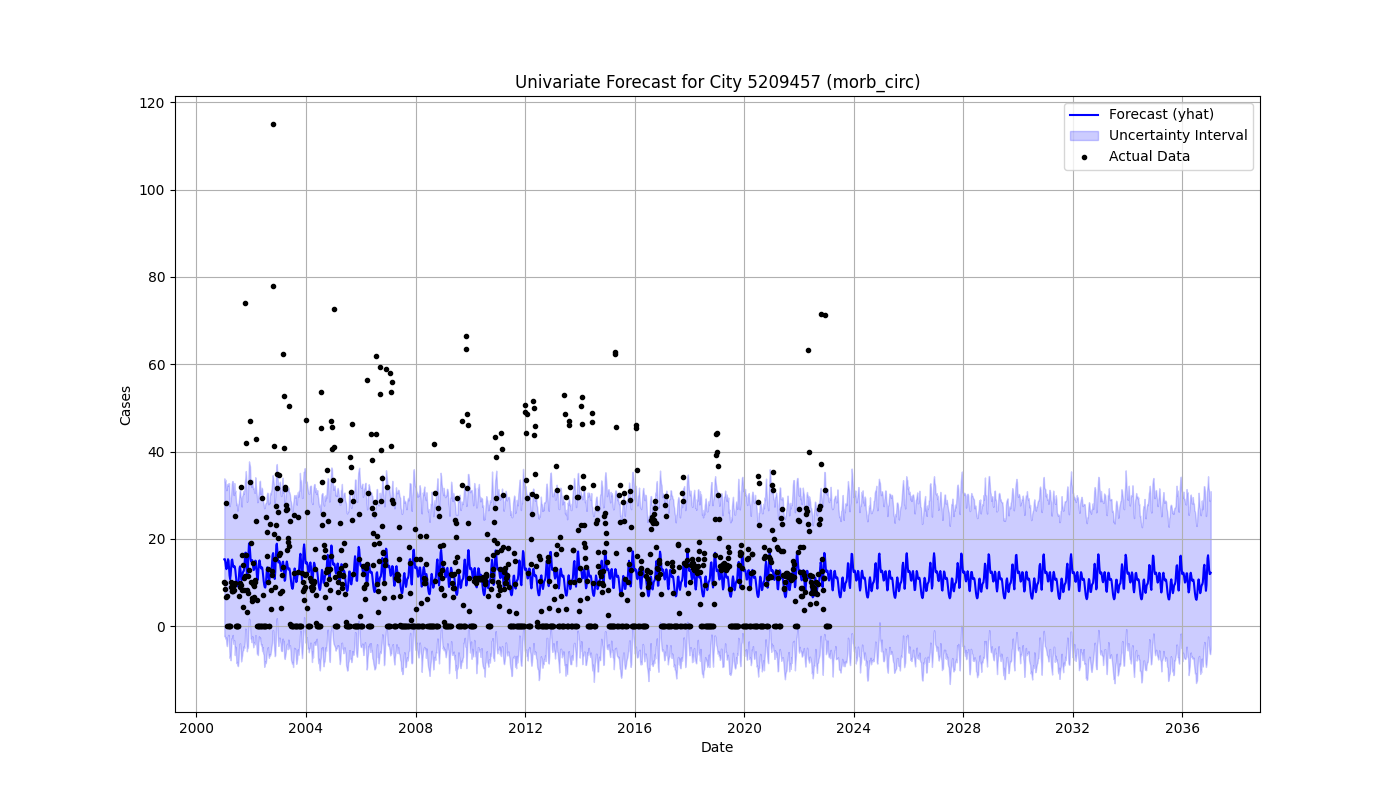 Univariate Forecast for City 5209457 (morb_circ)
Forecast (yhat)
Uncertainty Interval
Actual Data
Cases
120
100
80
60
40
20
0
2000 2004 2008 2012 2016 2020 2024 2028 2032 2036
Date